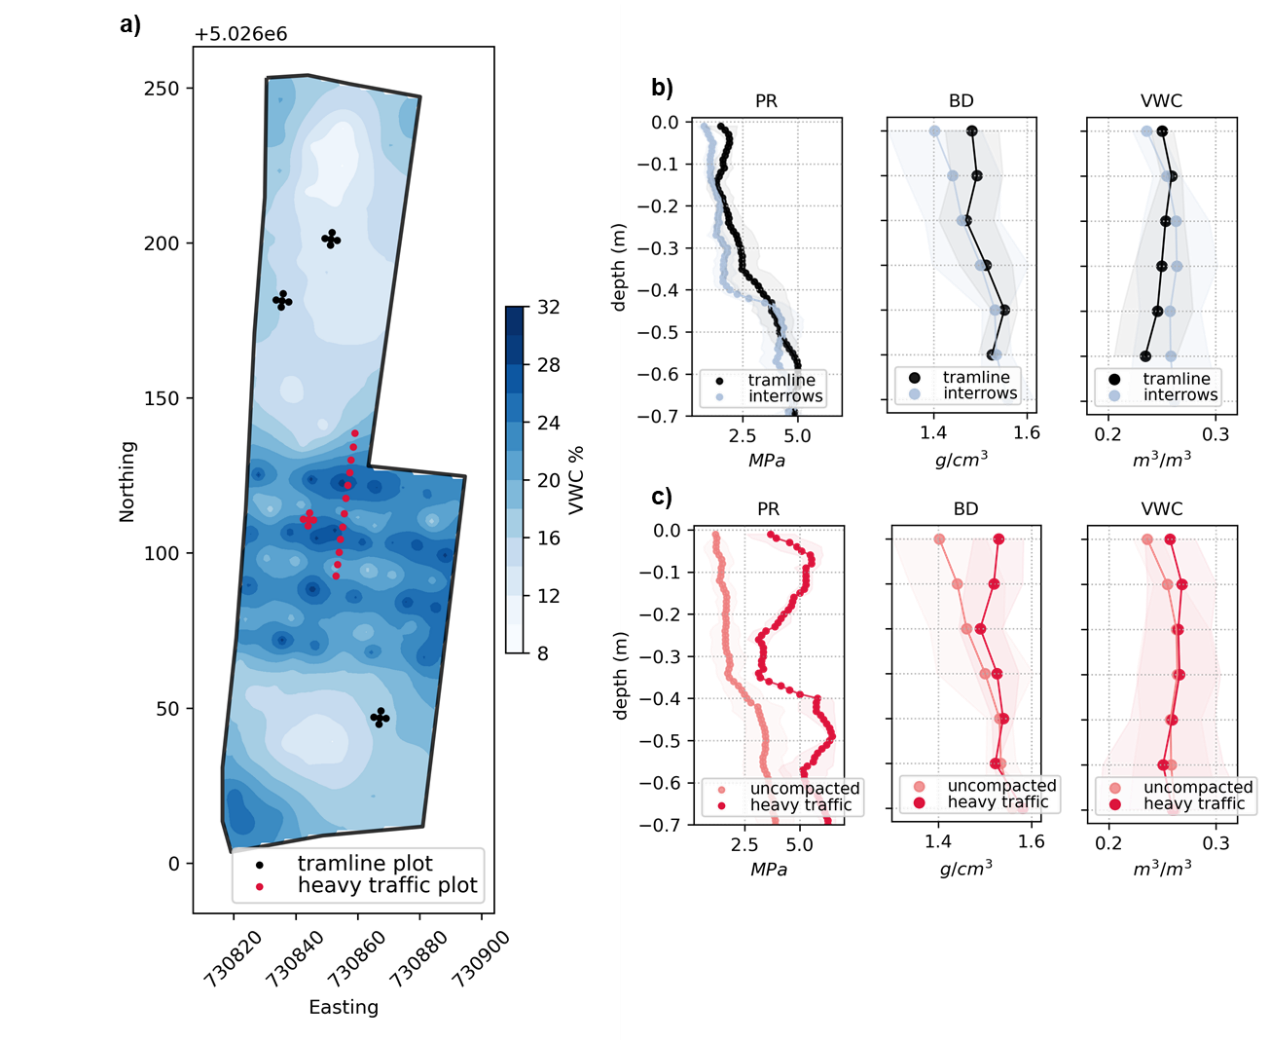 a)
+5.026e6
250
200
150
100
50
0
Northing
730820
730840
730860
730880
730900
Easting
tramline plot
heavy traffic plot
32
28
24
20
16
12
8
VWC %
b)
PR
BD
VWC
0.0
−0.1
−0.2
−0.3
−0.4
−0.5
−0.6
−0.7
depth (m)
tramline
interrows
tramline
interrows
tramline
interrows
2.5
5.0
1.4
1.6
0.2
0.3
MPa
g/cm³
m³/m³
c)
PR
BD
VWC
0.0
−0.1
−0.2
−0.3
−0.4
−0.5
−0.6
−0.7
depth (m)
uncompacted
heavy traffic
uncompacted
heavy traffic
uncompacted
heavy traffic
2.5
5.0
1.4
1.6
0.2
0.3
MPa
g/cm³
m³/m³